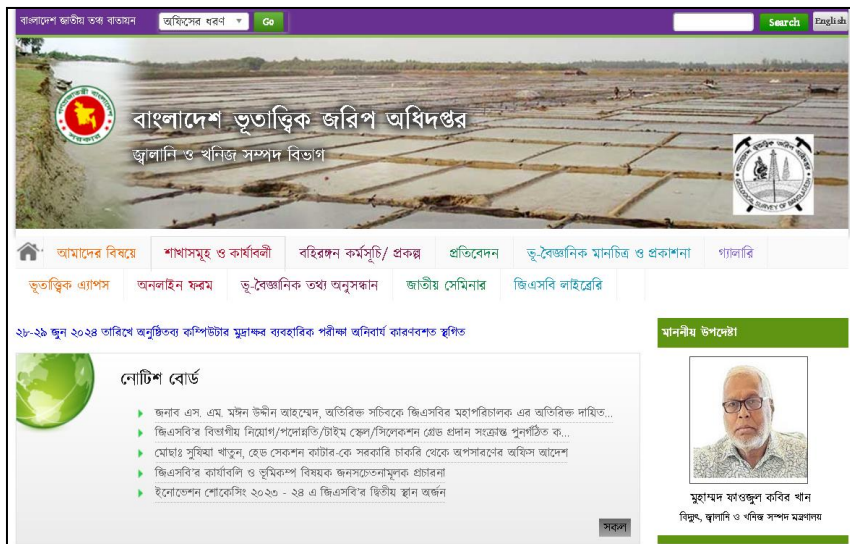 বাংলাদেশ জাতীয় তথ্য বাতায়ন
অফিসের ধরণ
Go
Search
English
বাংলাদেশ ভূতাত্ত্বিক জরিপ অধিদপ্তর
জ্বালানি ও খনিজ সম্পদ বিভাগ
GEOLOGICAL SURVEY OF BANGLADESH
আমাদের বিষয়ে শাখাসমূহ ও কার্যাবলী বহিরঙ্গন কর্মসূচি/ প্রকল্প প্রতিবেদন ভূ-বৈজ্ঞানিক মানচিত্র ও প্রকাশনা গ্যালারি
ভূতাত্ত্বিক এ্যাপস অনলাইন ফরম ভূ-বৈজ্ঞানিক তথ্য অনুসন্ধান জাতীয় সেমিনার জিএসবি লাইব্রেরি
২৮-২৯ জুন ২০২৪ তারিখে অনুষ্ঠিতব্য কম্পিউটার মুদ্রাক্ষর ব্যবহারিক পরীক্ষা অনিবার্য কারণবশত স্থগিত
নোটিশ বোর্ড
জনাব এস. এম. মঈন উদ্দীন আহম্মেদ, অতিরিক্ত সচিবকে জিএসবির মহাপরিচালক এর অতিরিক্ত দায়িত...
জিএসবি'র বিভাগীয় নিয়োগ/পদোন্নতি/টাইম স্কেল/সিলেকশন গ্রেড প্রদান সংক্রান্ত পুনর্গঠিত ক...
মোছাঃ সুফিয়া খাতুন, হেড সেকশন কাটার-কে সরকারি চাকরি থেকে অপসারণের অফিস আদেশ
জিএসবি'র কার্যাবলি ও ভূমিকম্প বিষয়ক জনসচেতনামূলক প্রচারনা
ইনোভেশন শোকেসিং ২০২৩ - ২৪ এ জিএসবি'র দ্বিতীয় স্থান অর্জন
সকল
মাননীয় উপদেষ্টা
মুহাম্মদ ফাওজুল কবির খান
বিদ্যুৎ, জ্বালানি ও খনিজ সম্পদ মন্ত্রণালয়